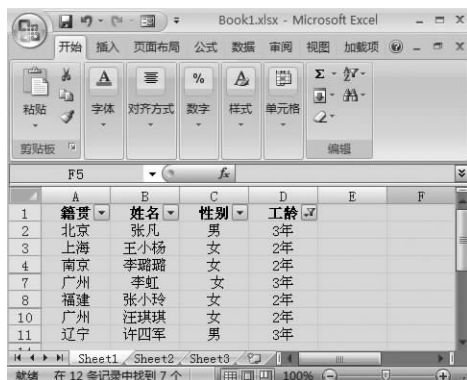 Book1.xlsx - Microsoft Excel
开始 插入 页面布局 公式 数据 审阅 视图 加载项
粘贴 字体 对齐方式 数字 样式 单元格
剪贴板 编辑
F5 fx
A B C D E F
1 籍贯 姓名 性别 工龄
2 北京 张凡 男 3年
3 上海 王小杨 女 2年
4 南京 李璐璐 女 2年
7 广州 李虹 女 3年
8 福建 张小玲 女 2年
10 广州 汪琪琪 女 2年
11 辽宁 许四军 男 3年
Sheet1 Sheet2 Sheet3
就绪 在 12 条记录中找到 7 个 100%